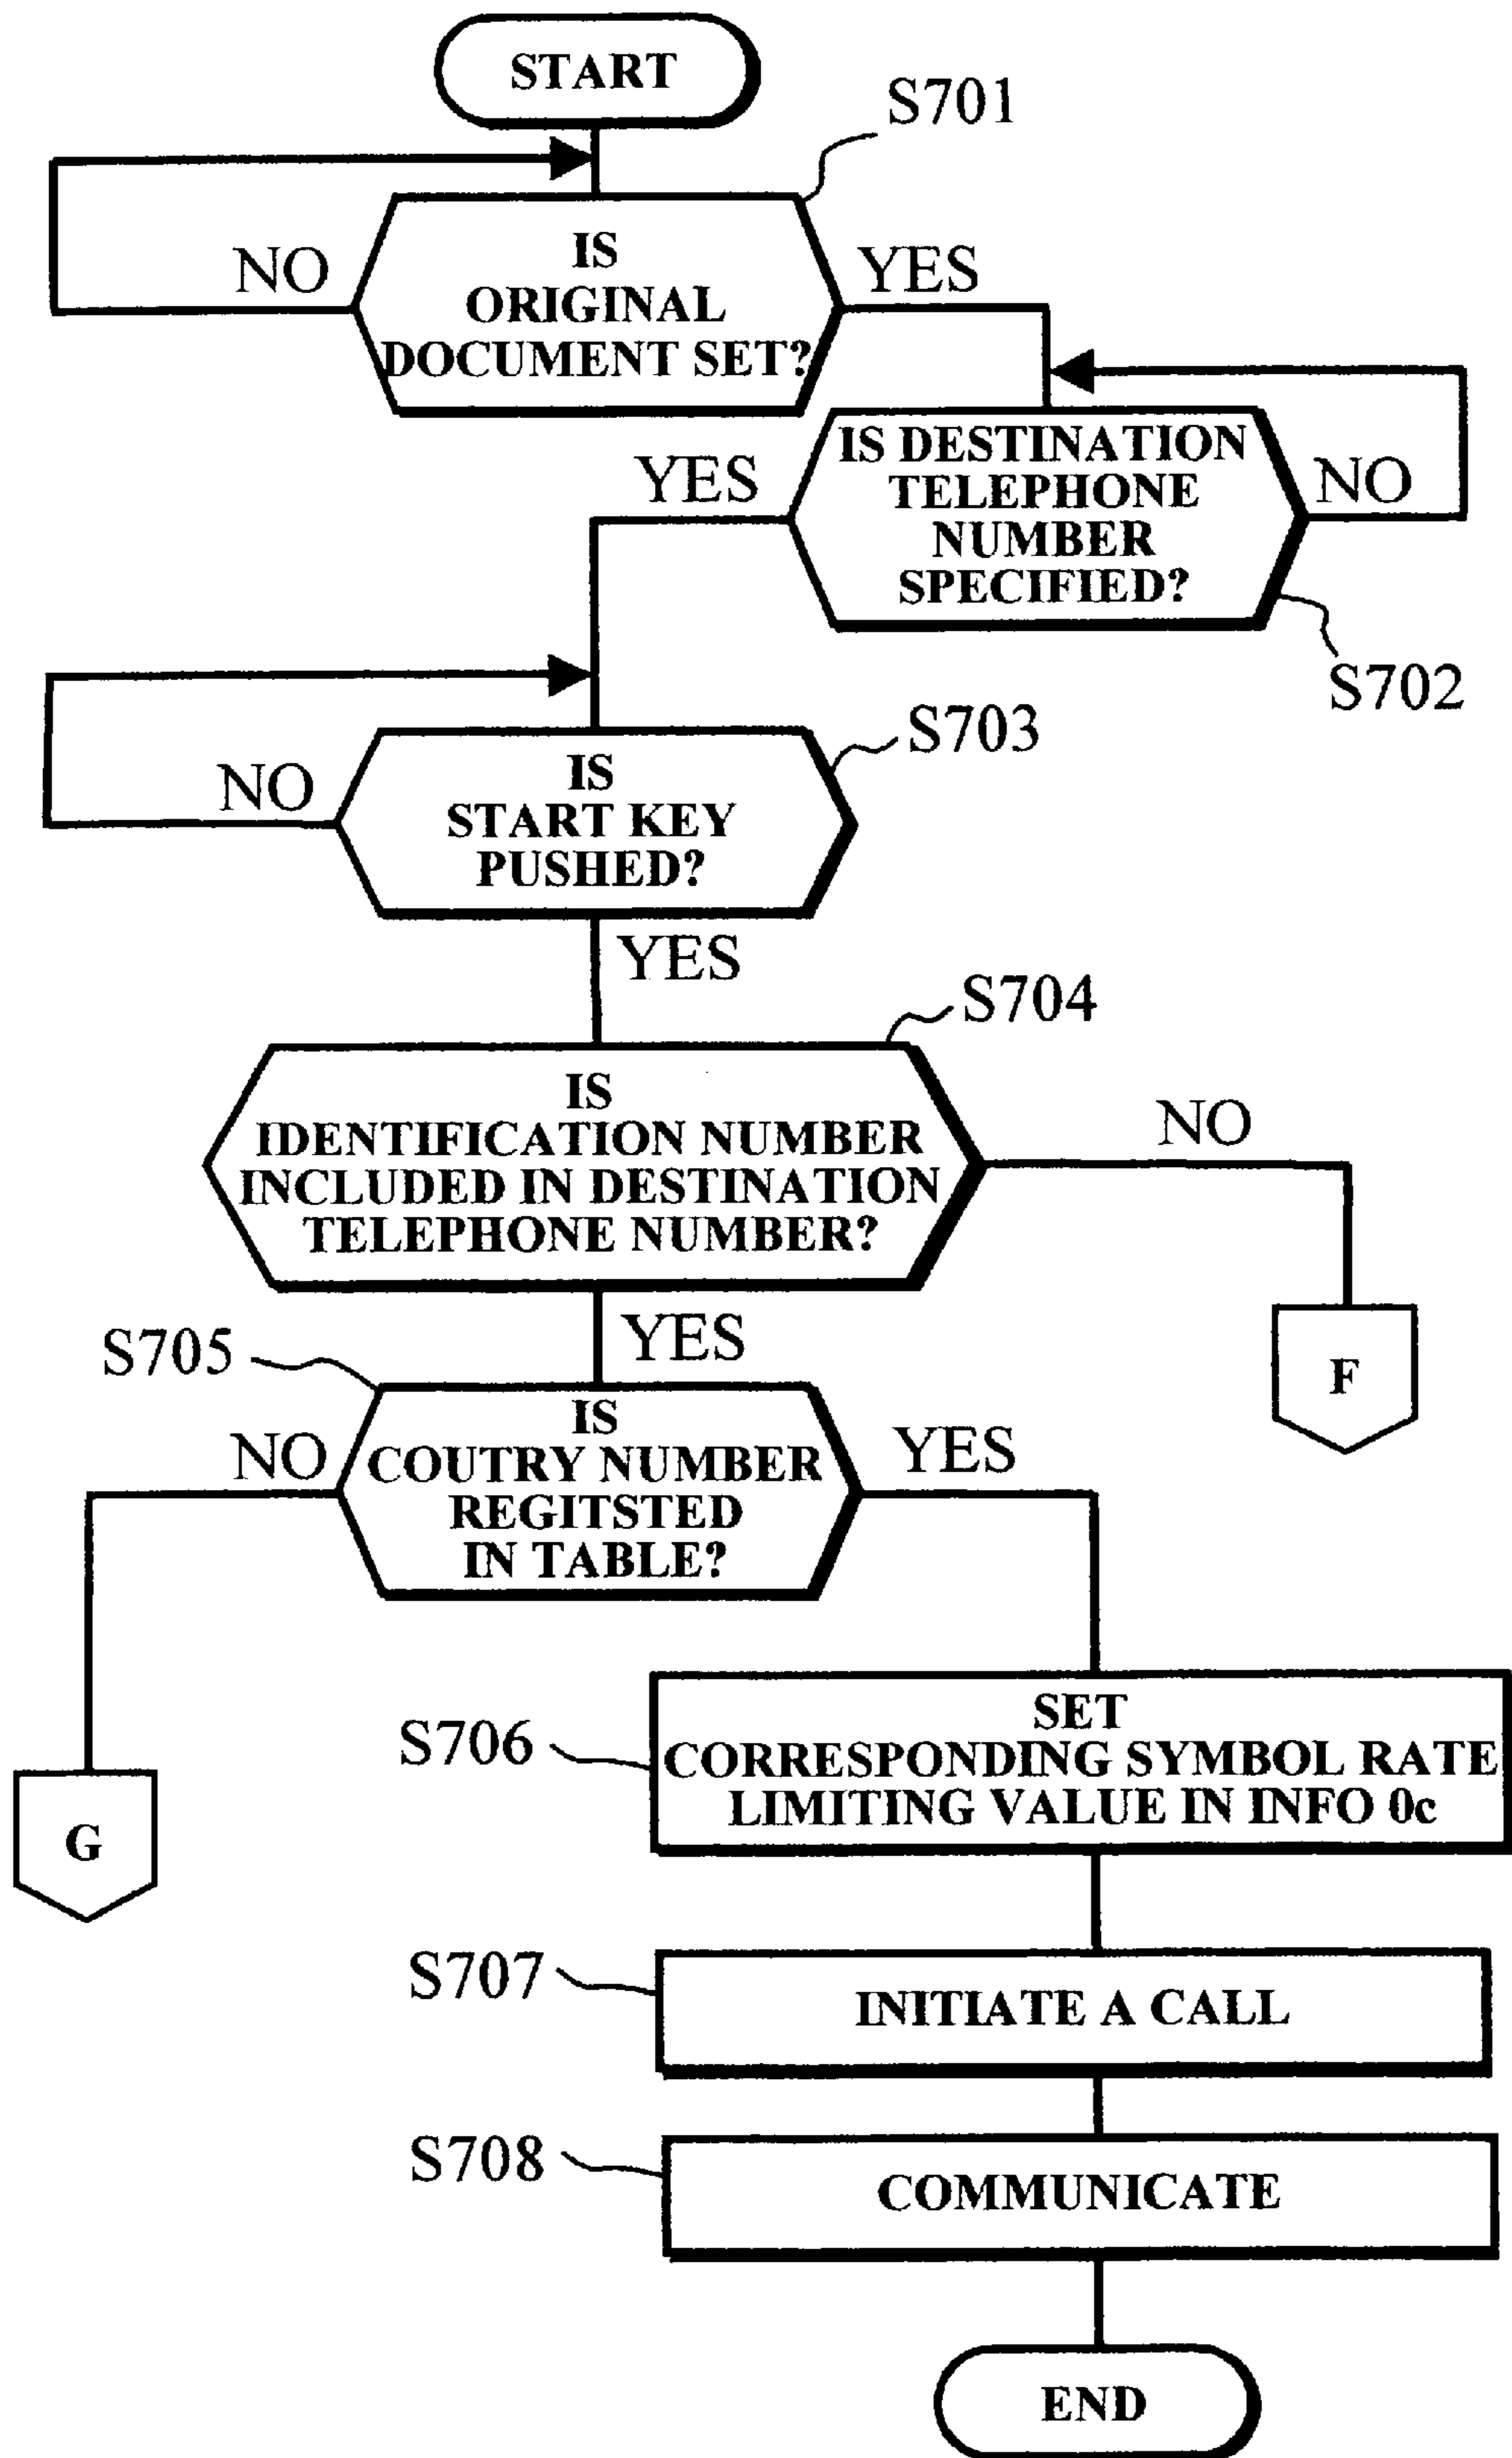 START
S701
IS
ORIGINAL
DOCUMENT SET?
NO
YES
IS DESTINATION
TELEPHONE
NUMBER
SPECIFIED?
YES
NO
S702
S703
IS
START KEY
PUSHED?
NO
YES
S704
IS
IDENTIFICATION NUMBER
INCLUDED IN DESTINATION
TELEPHONE NUMBER?
NO
F
YES
S705
IS
COUTRY NUMBER
REGITSTED
IN TABLE?
NO
YES
G
S706
SET
CORRESPONDING SYMBOL RATE
LIMITING VALUE IN INFO 0c
S707
INITIATE A CALL
S708
COMMUNICATE
END